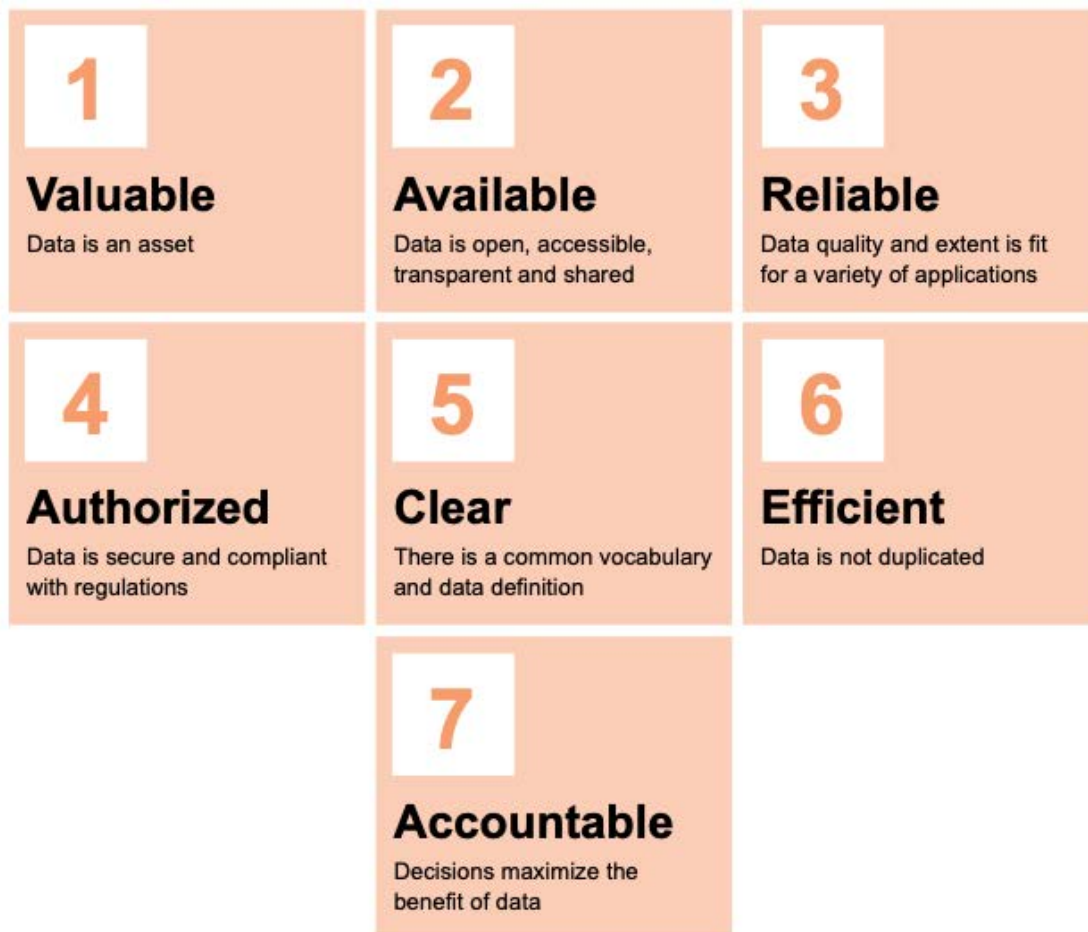 1
Valuable
Data is an asset
2
Available
Data is open, accessible,
transparent and shared
3
Reliable
Data quality and extent is fit
for a variety of applications
4
Authorized
Data is secure and compliant
with regulations
5
Clear
There is a common vocabulary
and data definition
6
Efficient
Data is not duplicated
7
Accountable
Decisions maximize the
benefit of data